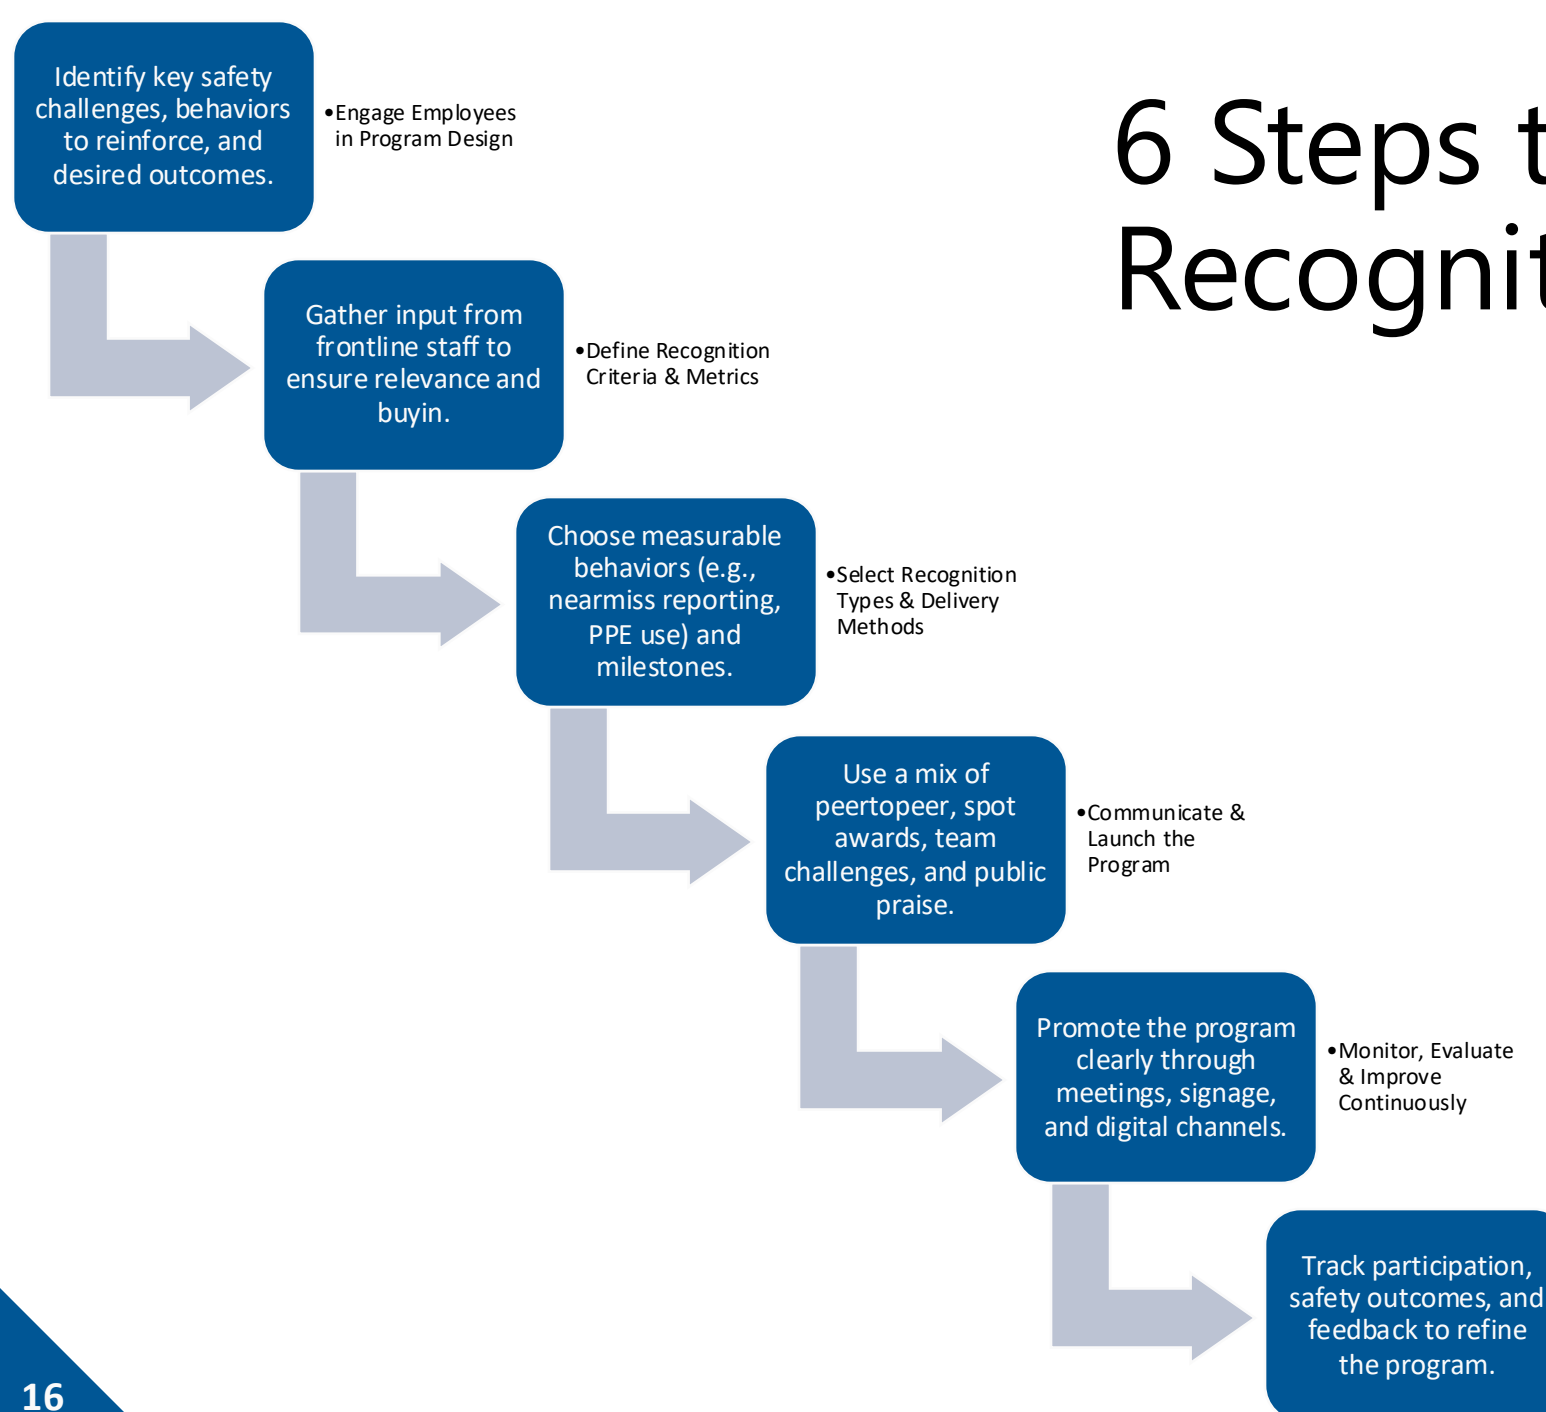 6 Steps t
Recognit
Identify key safety
challenges, behaviors
to reinforce, and
desired outcomes.
•Engage Employees
in Program Design
Gather input from
frontline staff to
ensure relevance and
buyin.
•Define Recognition
Criteria & Metrics
Choose measurable
behaviors (e.g.,
nearmiss reporting,
PPE use) and
milestones.
•Select Recognition
Types & Delivery
Methods
Use a mix of
peertopeer, spot
awards, team
challenges, and public
praise.
•Communicate &
Launch the
Program
Promote the program
clearly through
meetings, signage,
and digital channels.
•Monitor, Evaluate
& Improve
Continuously
Track participation,
safety outcomes, and
feedback to refine
the program.
16